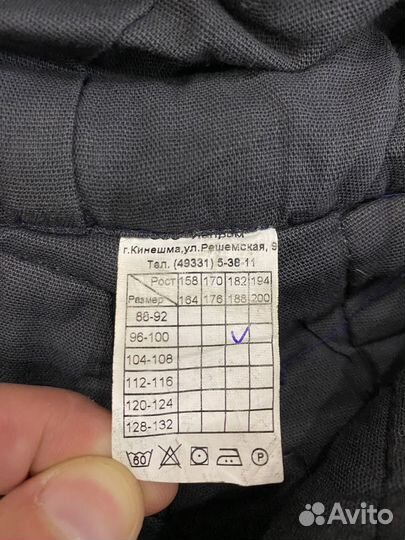 г.Кинешма,ул.Решемская, 9
Тел. (49331) 5-38-11
Рост 158 170 182 194
Размер 164 176 188 200
88-92
96-100
104-108
112-116
120-124
128-132
60 P
Avito